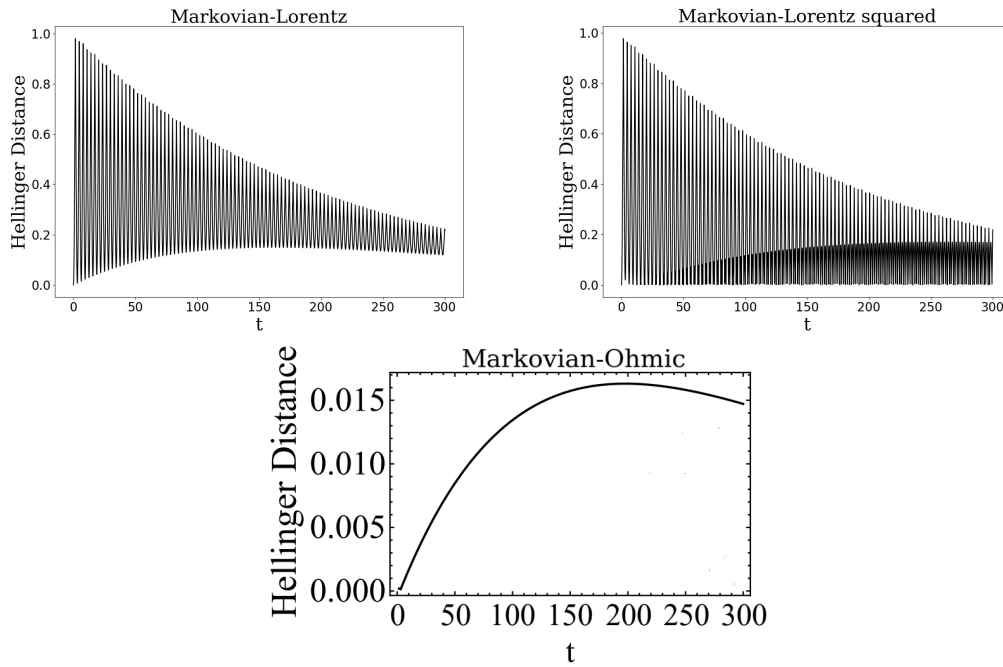 Markovian-Lorentz
Hellinger Distance
1.0
0.8
0.6
0.4
0.2
0.0
0 50 100 150 200 250 300
t
Markovian-Lorentz squared
Hellinger Distance
1.0
0.8
0.6
0.4
0.2
0.0
0 50 100 150 200 250 300
t
Markovian-Ohmic
Hellinger Distance
0.015
0.010
0.005
0.000
0 50 100 150 200 250 300
t